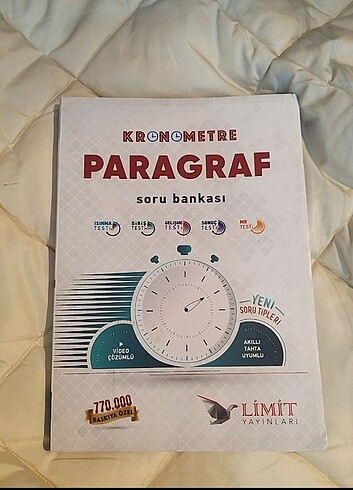 KRONOMETRE
PARAGRAF
soru bankası
ISINMA
TESTİ
GİRİŞ
TESTİ
GELİŞME
TESTİ
SONUÇ
TESTİ
MR
TESTİ
YENİ
SORU TİPLERİ
VİDEO
ÇÖZÜMLÜ
AKILLI
TAHTA
UYUMLU
770.000
BASKIYA ÖZEL
LİMİT
YAYINLARI